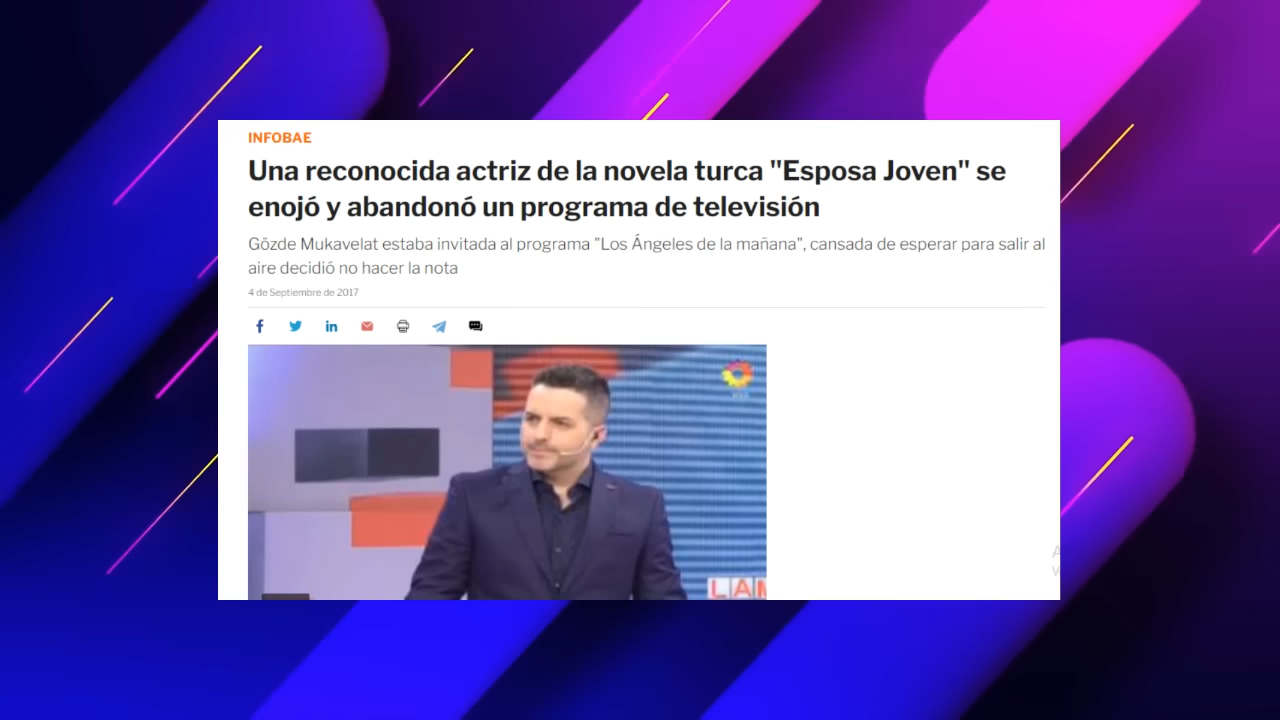 INFOBAE
Una reconocida actriz de la novela turca "Esposa Joven" se
enojó y abandonó un programa de televisión
Gözde Mukavelat estaba invitada al programa "Los Ángeles de la mañana", cansada de esperar para salir al
aire decidió no hacer la nota
4 de Septiembre de 2017
LAM